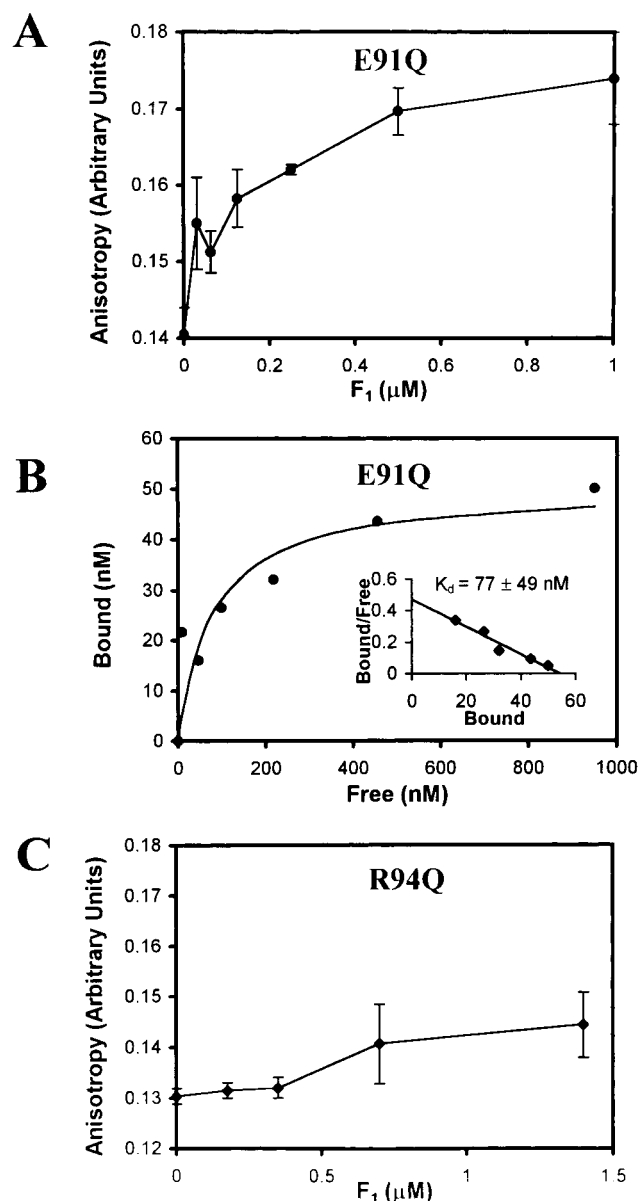 A
E91Q
Anisotropy (Arbitrary Units)
0.18
0.17
0.16
0.15
0.14
0 0.2 0.4 0.6 0.8 1
F₁ (μM)
B
E91Q
Bound (nM)
60
50
40
30
20
10
0
0 200 400 600 800 1000
Free (nM)
K_d = 77 ± 49 nM
Bound/Free
0.6
0.4
0.2
0
0 20 40 60
Bound
C
R94Q
Anisotropy (Arbitrary Units)
0.18
0.17
0.16
0.15
0.14
0.13
0.12
0 0.5 1 1.5
F₁ (μM)